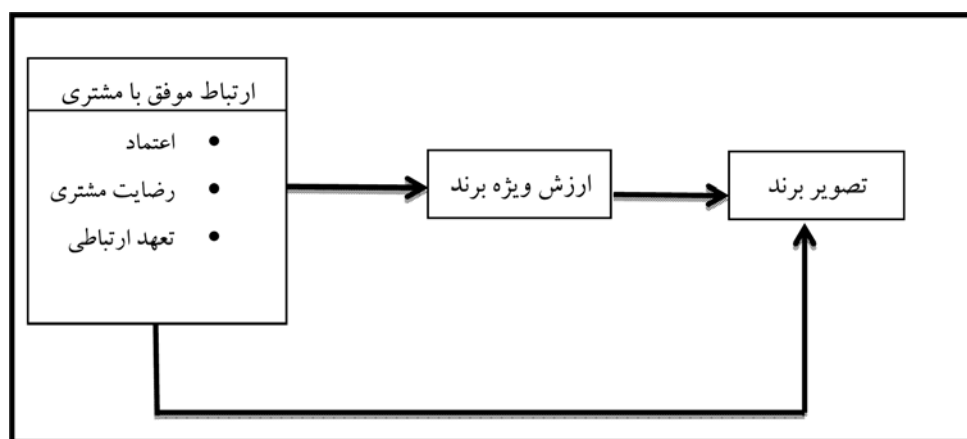 ارتباط موفق با مشتری
• اعتماد
• رضایت مشتری
• تعهد ارتباطی
ارزش ویژه برند
تصویر برند